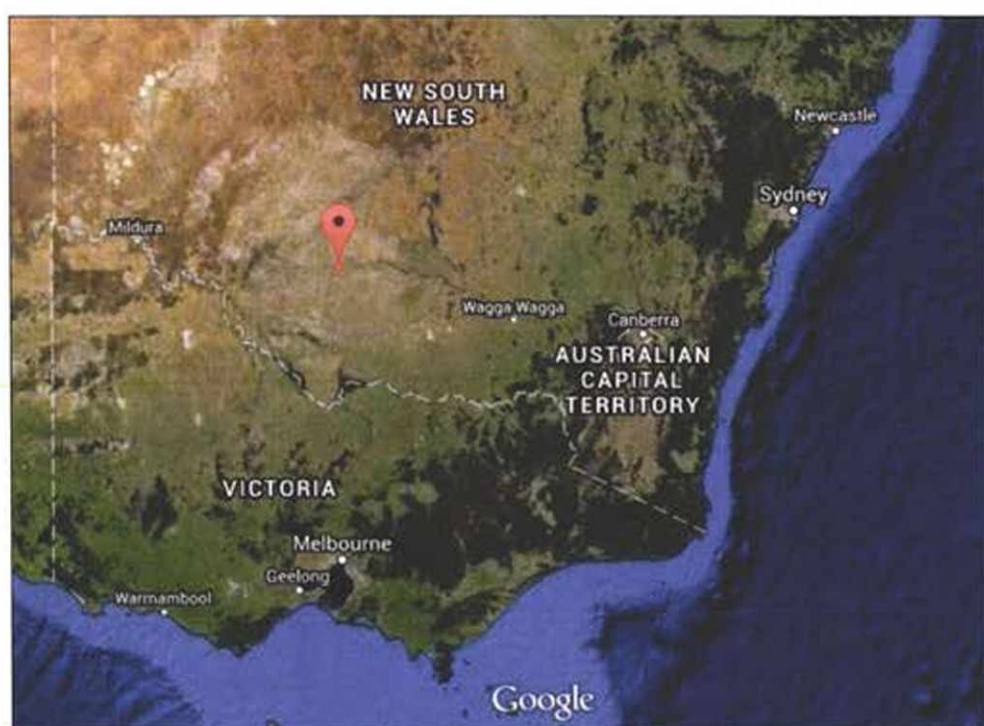 NEW SOUTH
WALES
Newcastle
Sydney
Mildura
Wagga Wagga
Canberra
AUSTRALIAN
CAPITAL
TERRITORY
VICTORIA
Melbourne
Geelong
Warrnambool
Google